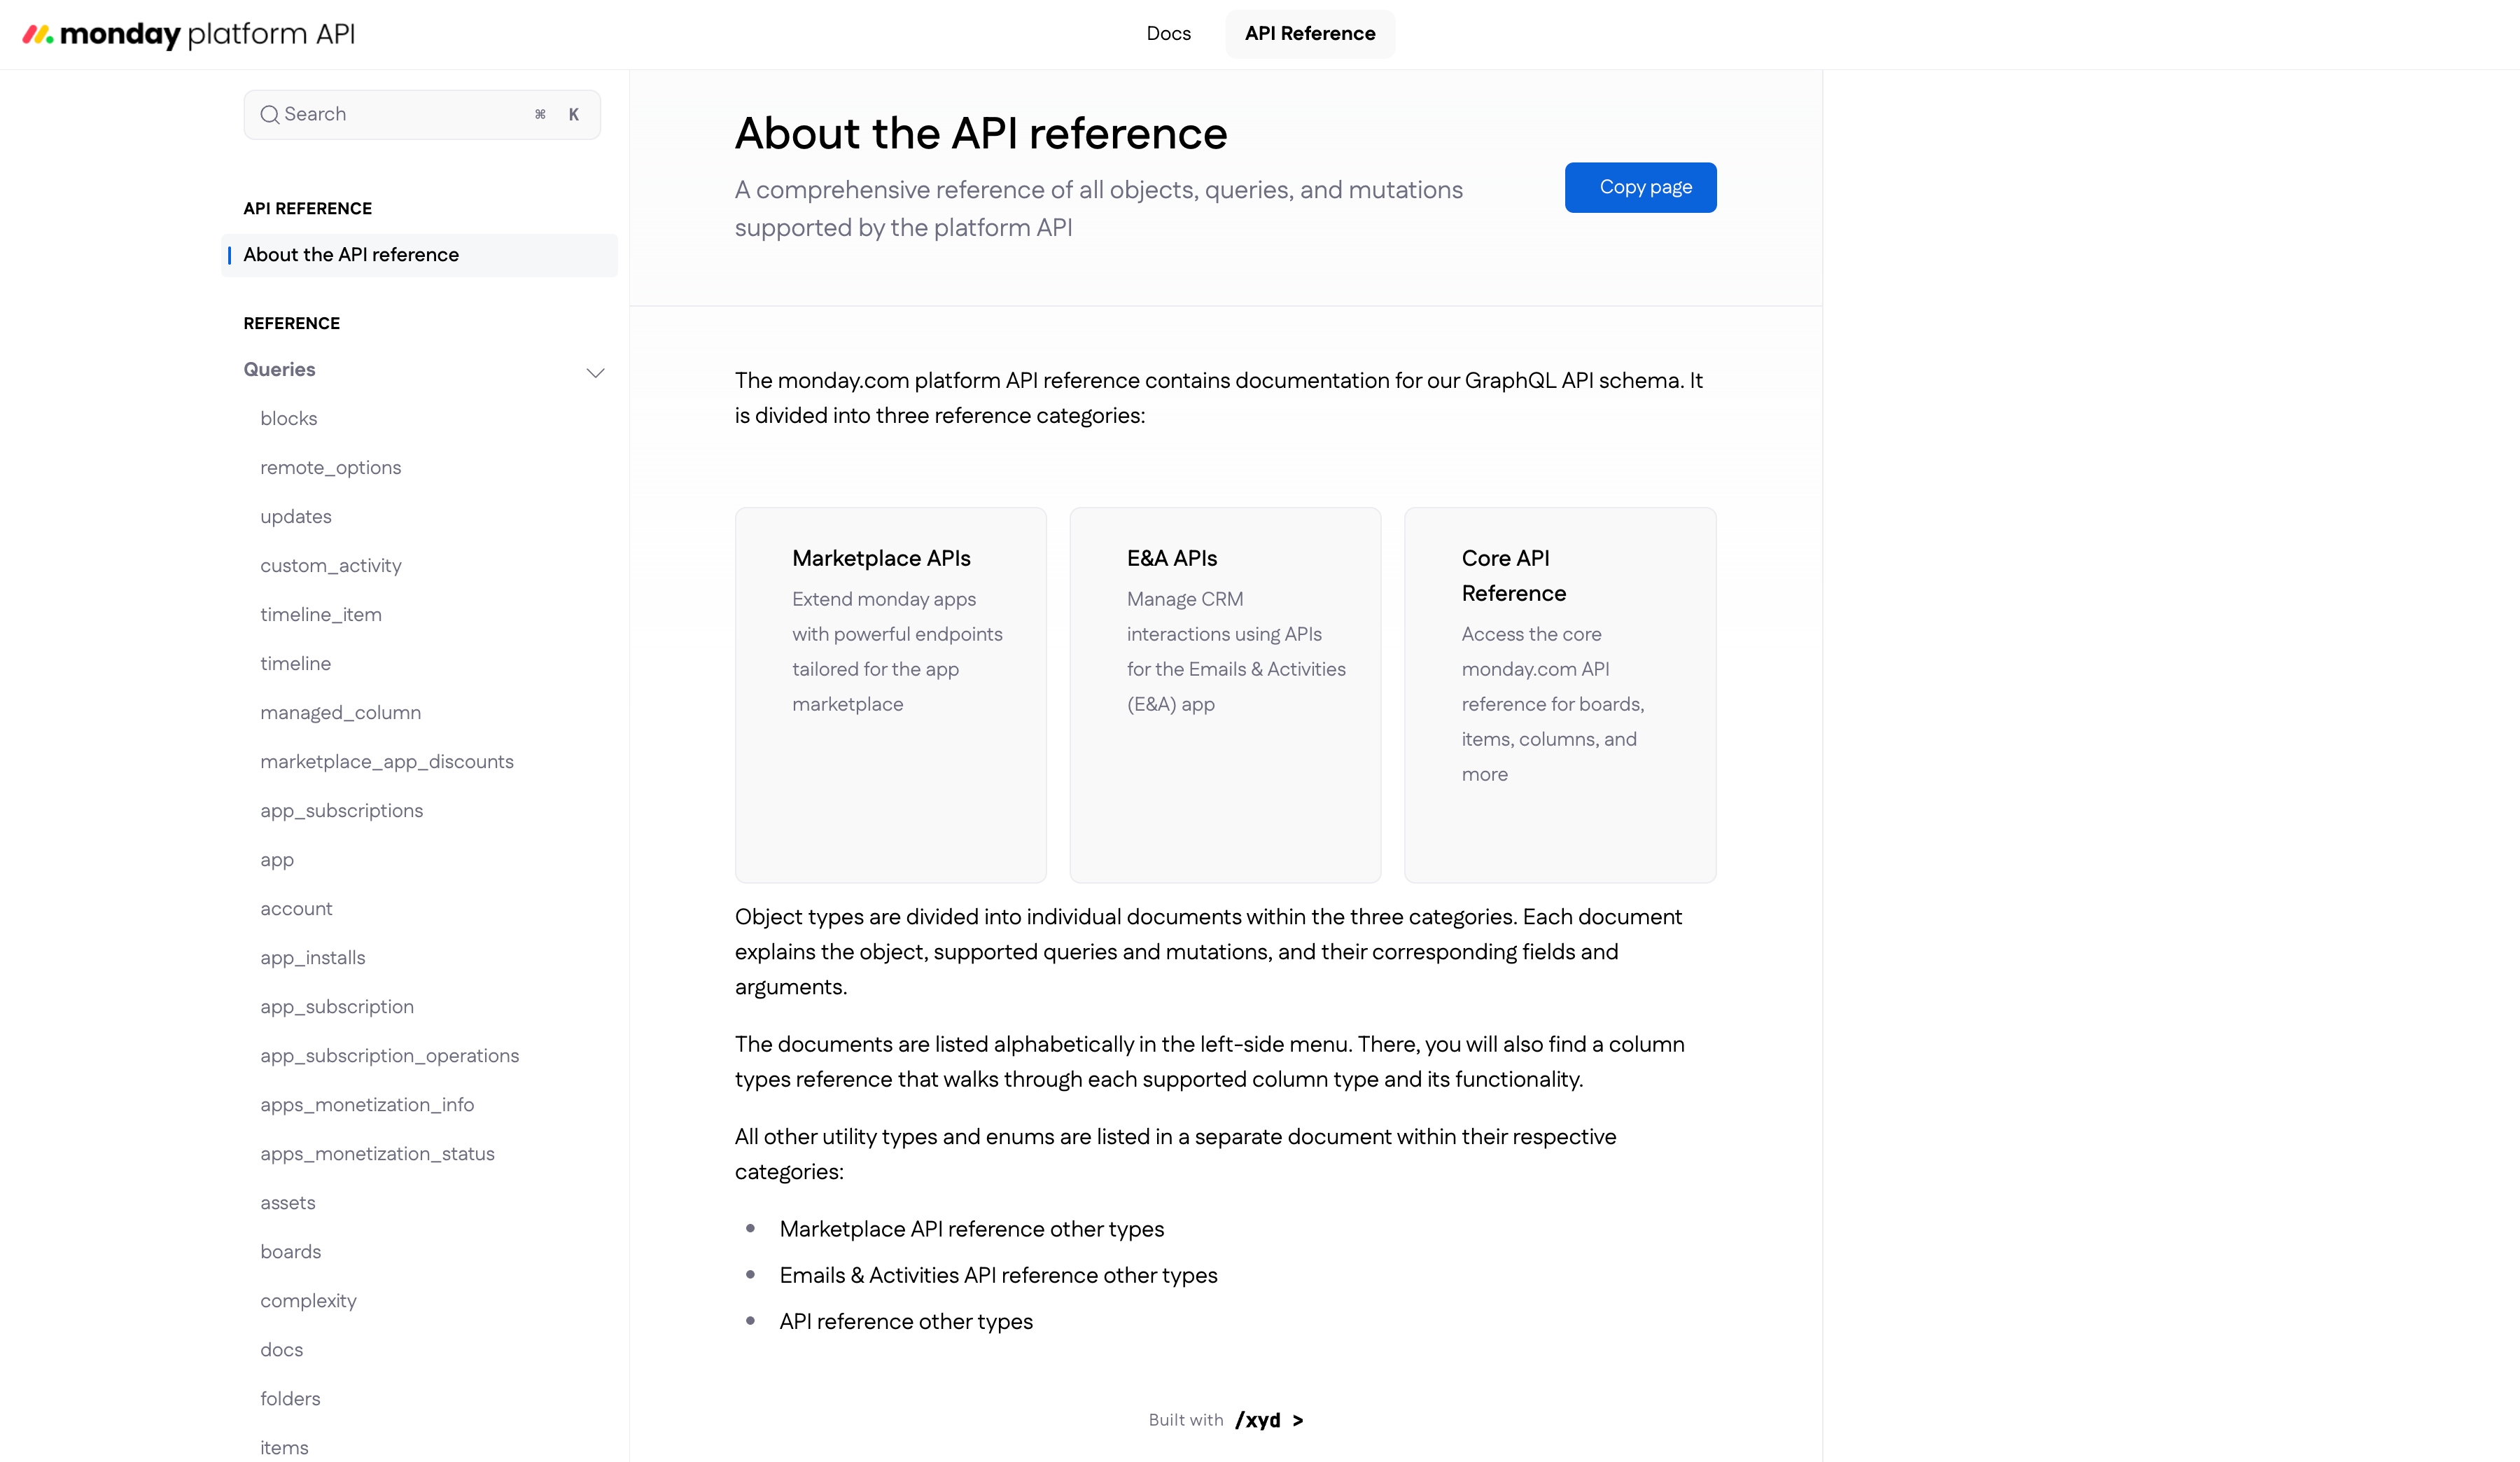 monday platform API
Docs
API Reference
Search
⌘ K
API REFERENCE
About the API reference
REFERENCE
Queries
blocks
remote_options
updates
custom_activity
timeline_item
timeline
managed_column
marketplace_app_discounts
app_subscriptions
app
account
app_installs
app_subscription
app_subscription_operations
apps_monetization_info
apps_monetization_status
assets
boards
complexity
docs
folders
items
About the API reference
A comprehensive reference of all objects, queries, and mutations
supported by the platform API
Copy page
The monday.com platform API reference contains documentation for our GraphQL API schema. It
is divided into three reference categories:
Marketplace APIs
Extend monday apps
with powerful endpoints
tailored for the app
marketplace
E&A APIs
Manage CRM
interactions using APIs
for the Emails & Activities
(E&A) app
Core API
Reference
Access the core
monday.com API
reference for boards,
items, columns, and
more
Object types are divided into individual documents within the three categories. Each document
explains the object, supported queries and mutations, and their corresponding fields and
arguments.
The documents are listed alphabetically in the left-side menu. There, you will also find a column
types reference that walks through each supported column type and its functionality.
All other utility types and enums are listed in a separate document within their respective
categories:
• Marketplace API reference other types
• Emails & Activities API reference other types
• API reference other types
Built with /xyd >